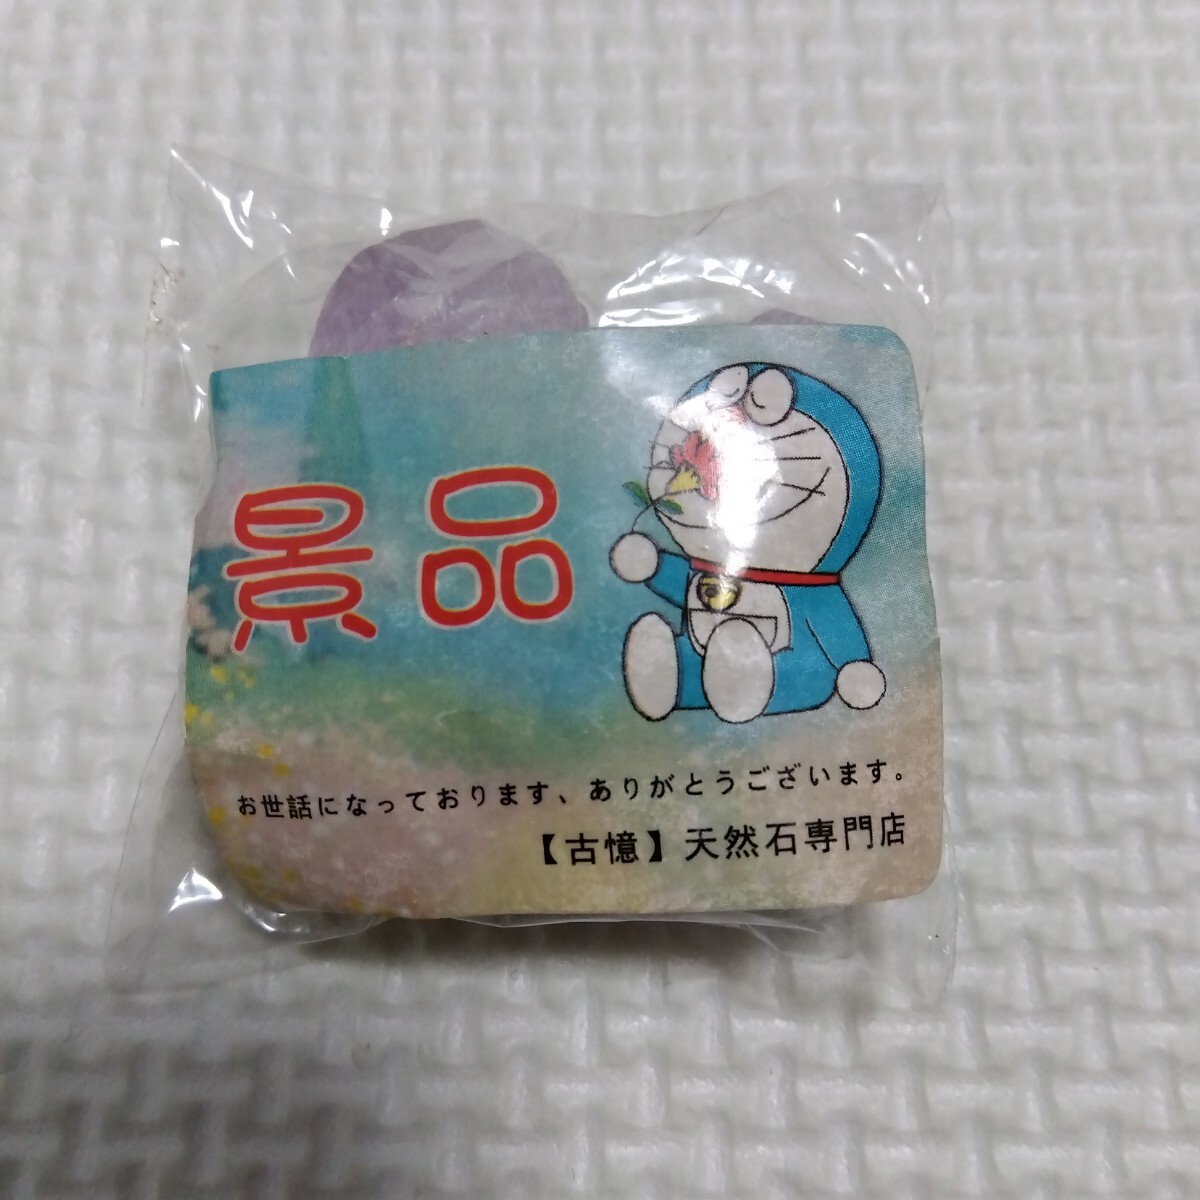 景品
お世話になっております、ありがとうございます。
【古憶】天然石専門店